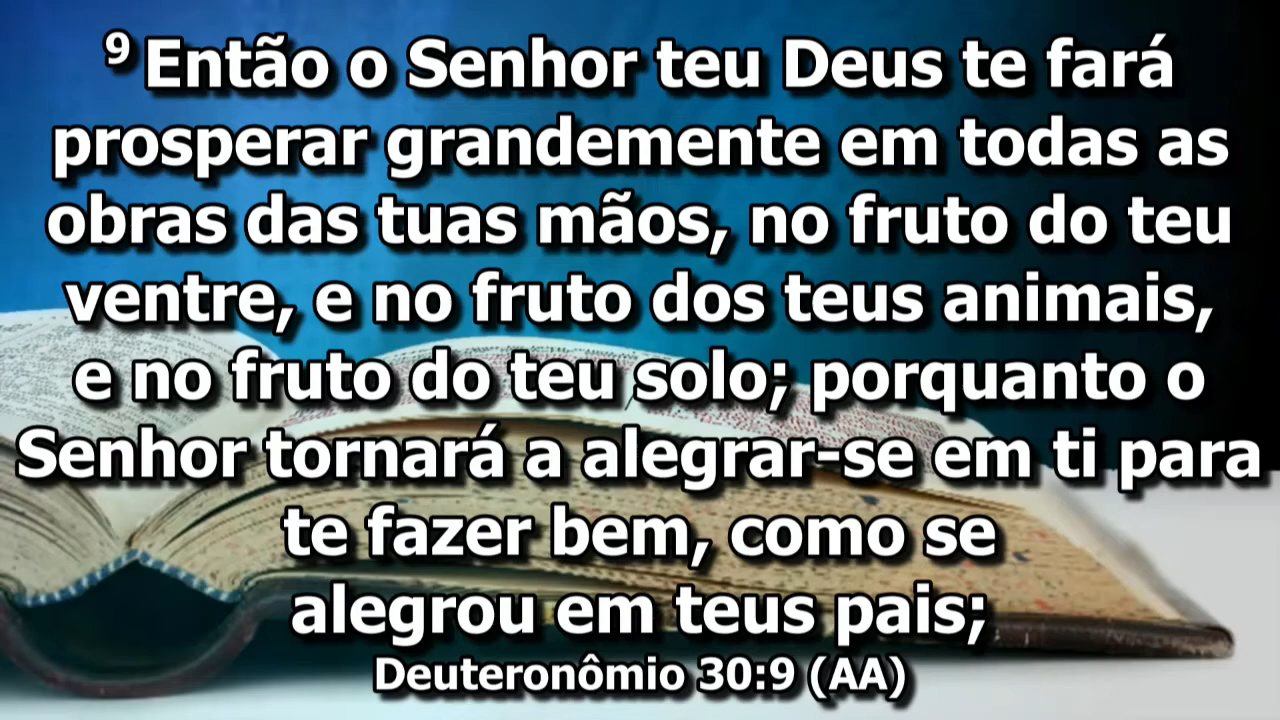 9 Então o Senhor teu Deus te fará
prosperar grandemente em todas as
obras das tuas mãos, no fruto do teu
ventre, e no fruto dos teus animais,
e no fruto do teu solo; porquanto o
Senhor tornará a alegrar-se em ti para
te fazer bem, como se
alegrou em teus pais;
Deuteronômio 30:9 (AA)